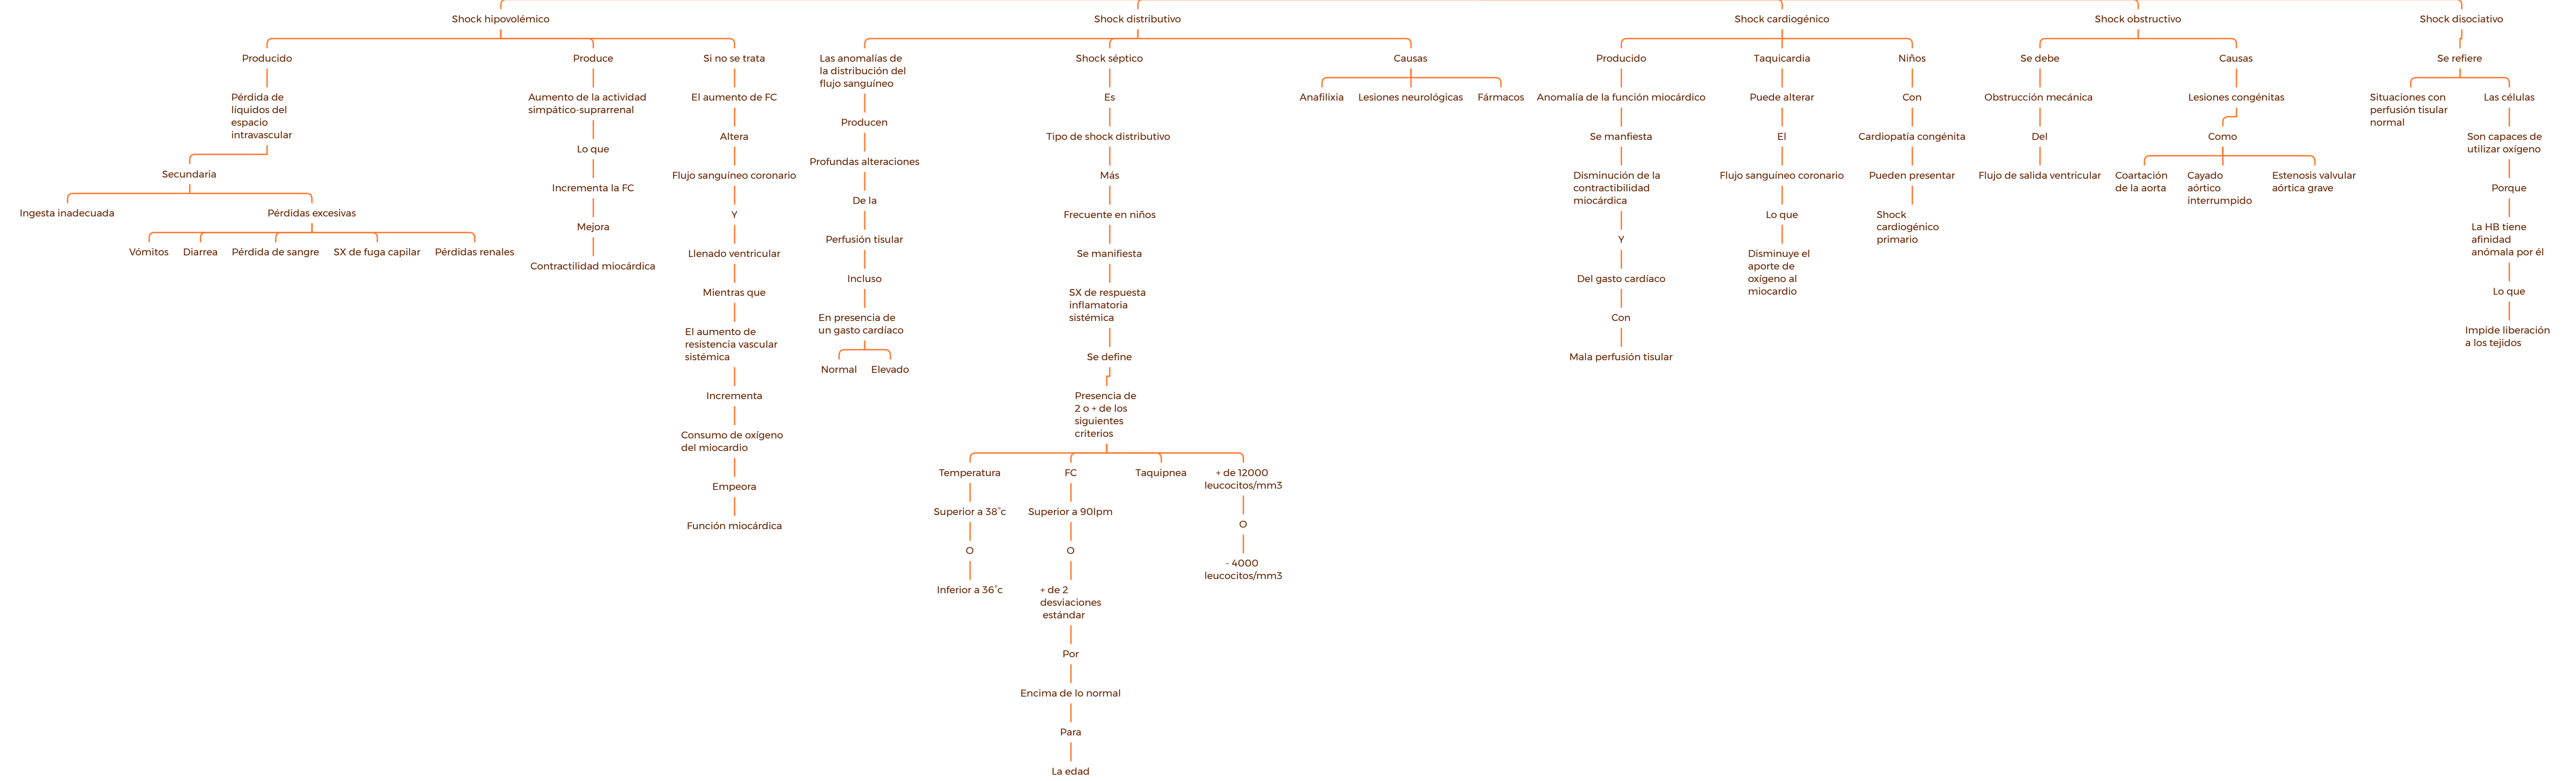 Shock hipovolémico
Producido
Pérdida de
líquidos del
espacio
intravascular
Secundaria
Ingesta inadecuada
Pérdidas excesivas
Vómitos
Diarrea
Pérdida de sangre
SX de fuga capilar
Pérdidas renales
Produce
Aumento de la actividad
simpático-suprarrenal
Lo que
Incrementa la FC
Mejora
Contractilidad miocárdica
Si no se trata
El aumento de FC
Altera
Flujo sanguíneo coronario
Y
Llenado ventricular
Mientras que
El aumento de
resistencia vascular
sistémica
Incrementa
Consumo de oxígeno
del miocardio
Empeora
Función miocárdica
Shock distributivo
Las anomalías de
la distribución del
flujo sanguíneo
Producen
Profundas alteraciones
De la
Perfusión tisular
Incluso
En presencia de
un gasto cardíaco
Normal
Elevado
Shock séptico
Es
Tipo de shock distributivo
Más
Frecuente en niños
Se manifiesta
SX de respuesta
inflamatoria
sistémica
Se define
Presencia de
2 o + de los
siguientes
criterios
Temperatura
Superior a 38°c
O
Inferior a 36°c
FC
Superior a 90lpm
O
+ de 2
desviaciones
estándar
Por
Encima de lo normal
Para
La edad
Taquipnea
+ de 12000
leucocitos/mm3
O
- 4000
leucocitos/mm3
Causas
Anafilixia
Lesiones neurológicas
Fármacos
Shock cardiogénico
Producido
Anomalía de la función miocárdico
Se manfiesta
Disminución de la
contractibilidad
miocárdica
Y
Del gasto cardíaco
Con
Mala perfusión tisular
Taquicardia
Puede alterar
El
Flujo sanguíneo coronario
Lo que
Disminuye el
aporte de
oxígeno al
miocardio
Niños
Con
Cardiopatía congénita
Pueden presentar
Shock
cardiogénico
primario
Shock obstructivo
Se debe
Obstrucción mecánica
Del
Flujo de salida ventricular
Causas
Lesiones congénitas
Como
Coartación
de la aorta
Cayado
aórtico
interrumpido
Estenosis valvular
aórtica grave
Shock disociativo
Se refiere
Situaciones con
perfusión tisular
normal
Las células
Son capaces de
utilizar oxígeno
Porque
La HB tiene
afinidad
anómala por él
Lo que
Impide liberación
a los tejidos